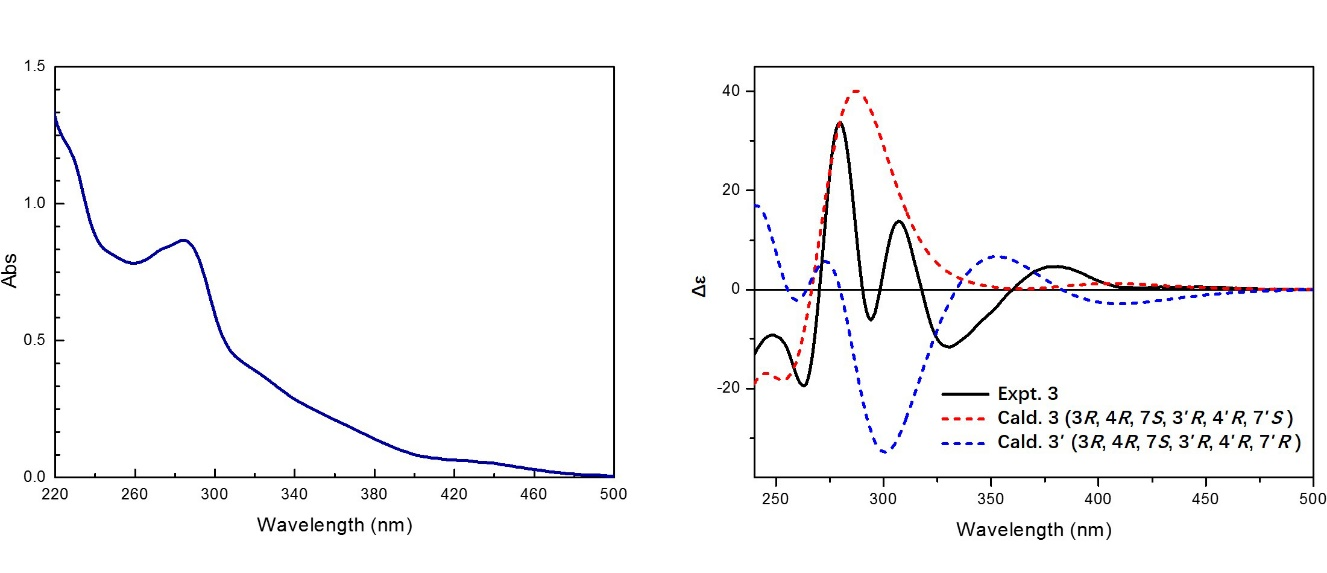 1.5
1.0
0.5
0.0
Abs
220 260 300 340 380 420 460 500
Wavelength (nm)
40
20
0
-20
Δε
Expt. 3
Cald. 3 (3R, 4R, 7S, 3′R, 4′R, 7′S)
Cald. 3′ (3R, 4R, 7S, 3′R, 4′R, 7′R)
250 300 350 400 450 500
Wavelength (nm)